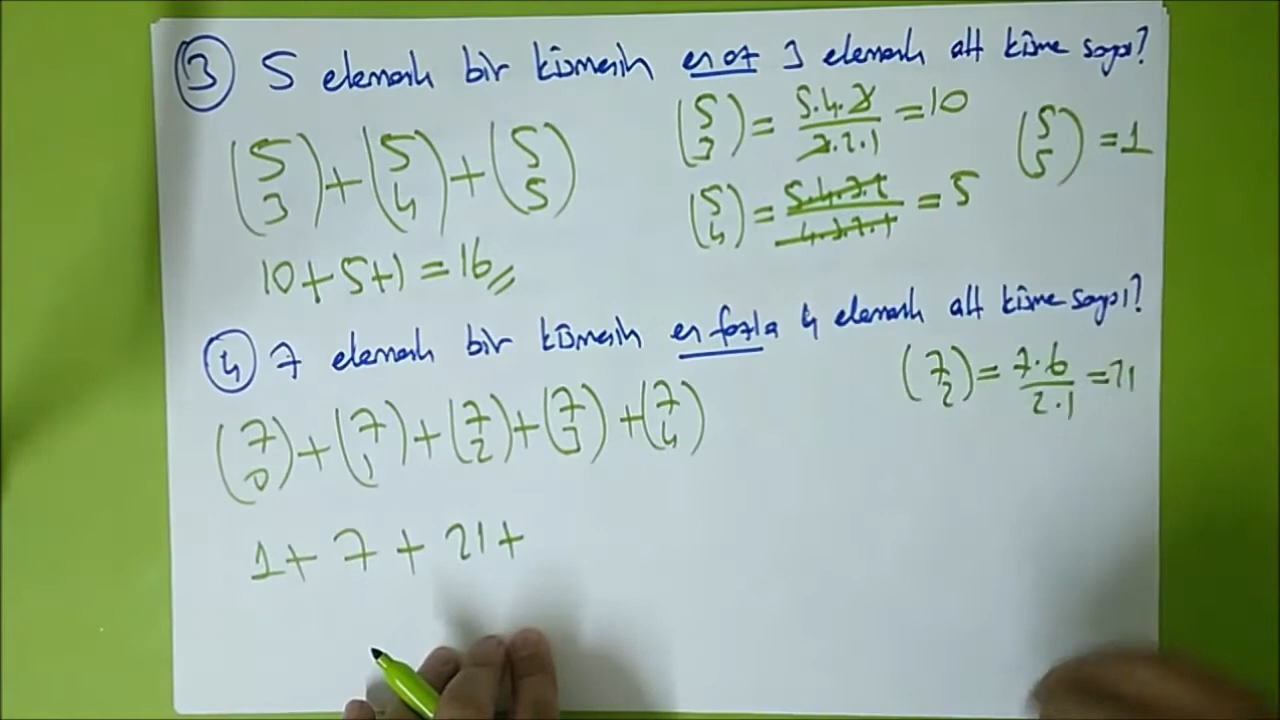 ③ 5 elemanlı bir kümenin en az 3 elemanlı alt küme sayısı?
(5 3) + (5 4) + (5 5)
10+5+1 = 16
(5 3) = 5.4.3 / 3.2.1 = 10
(5 5) = 1
(5 4) = 5.4.3.2 / 4.3.2.1 = 5
④ 7 elemanlı bir kümenin en fazla 4 elemanlı alt küme sayısı?
(7 0) + (7 1) + (7 2) + (7 3) + (7 4)
(7 2) = 7.6 / 2.1 = 21
1 + 7 + 21 +